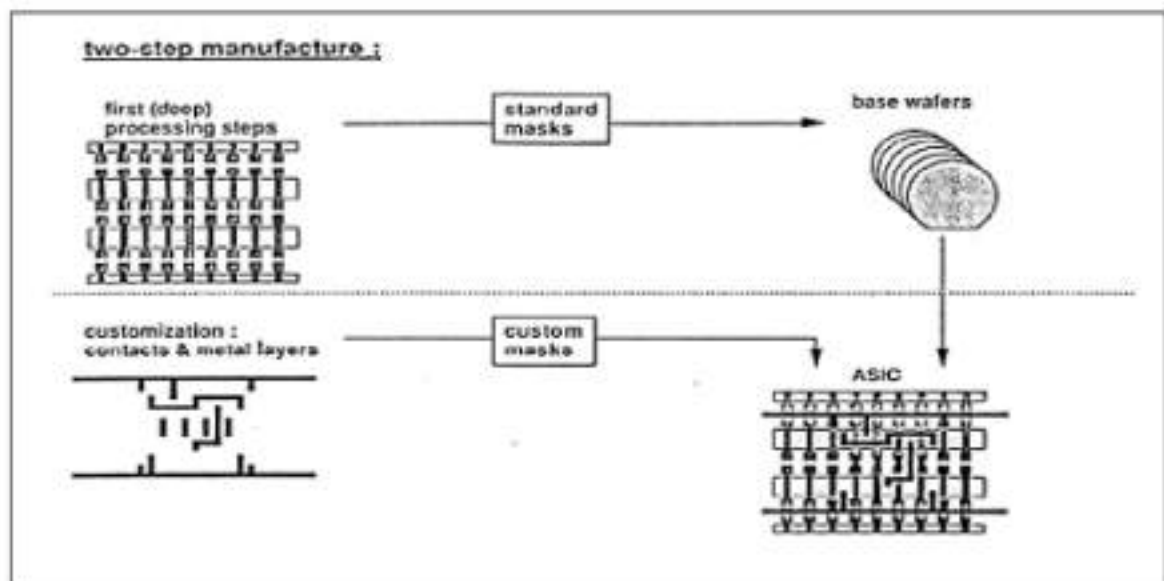 two-step manufacture :
first (deep)
processing steps
standard
masks
base wafers
customization :
contacts & metal layers
custom
masks
ASIC